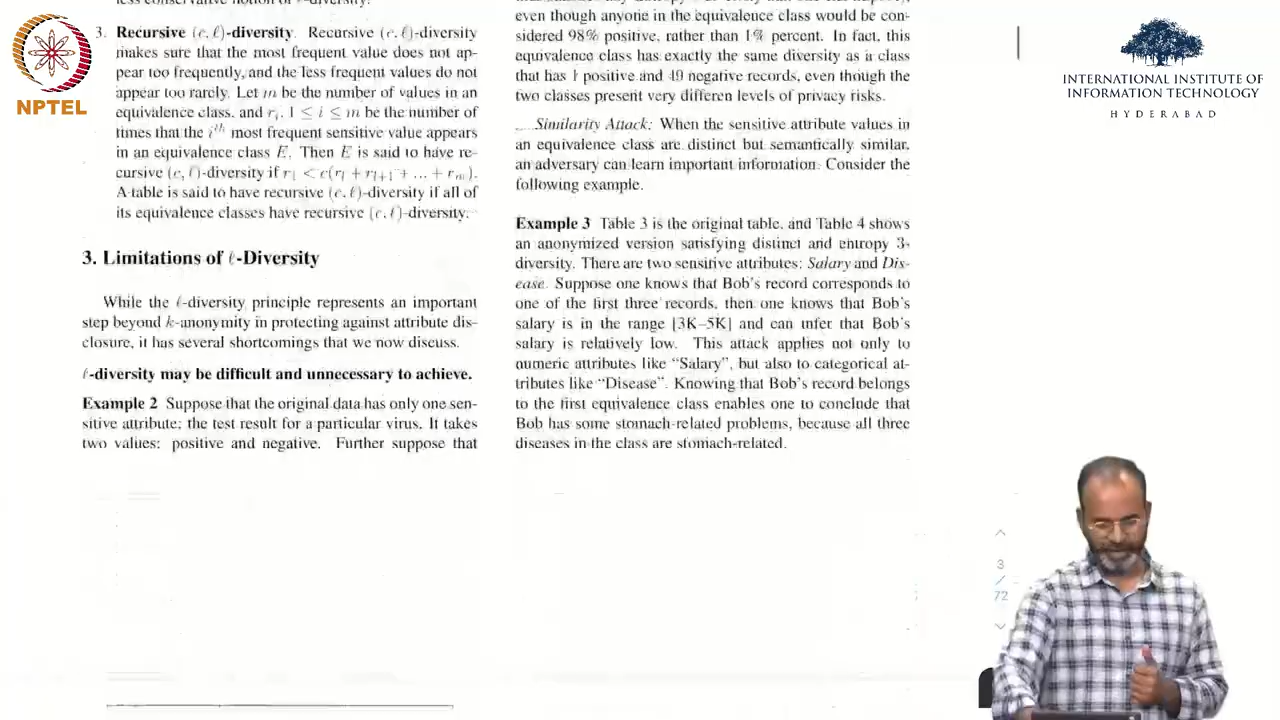 3. Recursive (c, ℓ)-diversity. Recursive (c, ℓ)-diversity
makes sure that the most frequent value does not ap-
pear too frequently, and the less frequent values do not
appear too rarely. Let m be the number of values in an
equivalence class, and rᵢ, 1 ≤ i ≤ m be the number of
times that the iᵗʰ most frequent sensitive value appears
in an equivalence class E. Then E is said to have re-
cursive (c, ℓ)-diversity if r₁ < c(rₗ + rₗ₊₁ + ... + rₘ).
A table is said to have recursive (c, ℓ)-diversity if all of
its equivalence classes have recursive (c, ℓ)-diversity.
3. Limitations of ℓ-Diversity
While the ℓ-diversity principle represents an important
step beyond k-anonymity in protecting against attribute dis-
closure, it has several shortcomings that we now discuss.
ℓ-diversity may be difficult and unnecessary to achieve.
Example 2 Suppose that the original data has only one sen-
sitive attribute: the test result for a particular virus. It takes
two values: positive and negative. Further suppose that
even though anyone in the equivalence class would be con-
sidered 98% positive, rather than 1% percent. In fact, this
equivalence class has exactly the same diversity as a class
that has 1 positive and 49 negative records, even though the
two classes present very different levels of privacy risks.
Similarity Attack: When the sensitive attribute values in
an equivalence class are distinct but semantically similar,
an adversary can learn important information. Consider the
following example.
Example 3 Table 3 is the original table, and Table 4 shows
an anonymized version satisfying distinct and entropy 3-
diversity. There are two sensitive attributes: Salary and Dis-
ease. Suppose one knows that Bob's record corresponds to
one of the first three records, then one knows that Bob's
salary is in the range [3K–5K] and can infer that Bob's
salary is relatively low. This attack applies not only to
numeric attributes like "Salary", but also to categorical at-
tributes like "Disease". Knowing that Bob's record belongs
to the first equivalence class enables one to conclude that
Bob has some stomach-related problems, because all three
diseases in the class are stomach-related.
NPTEL
INTERNATIONAL INSTITUTE OF
INFORMATION TECHNOLOGY
HYDERABAD
3
/
72